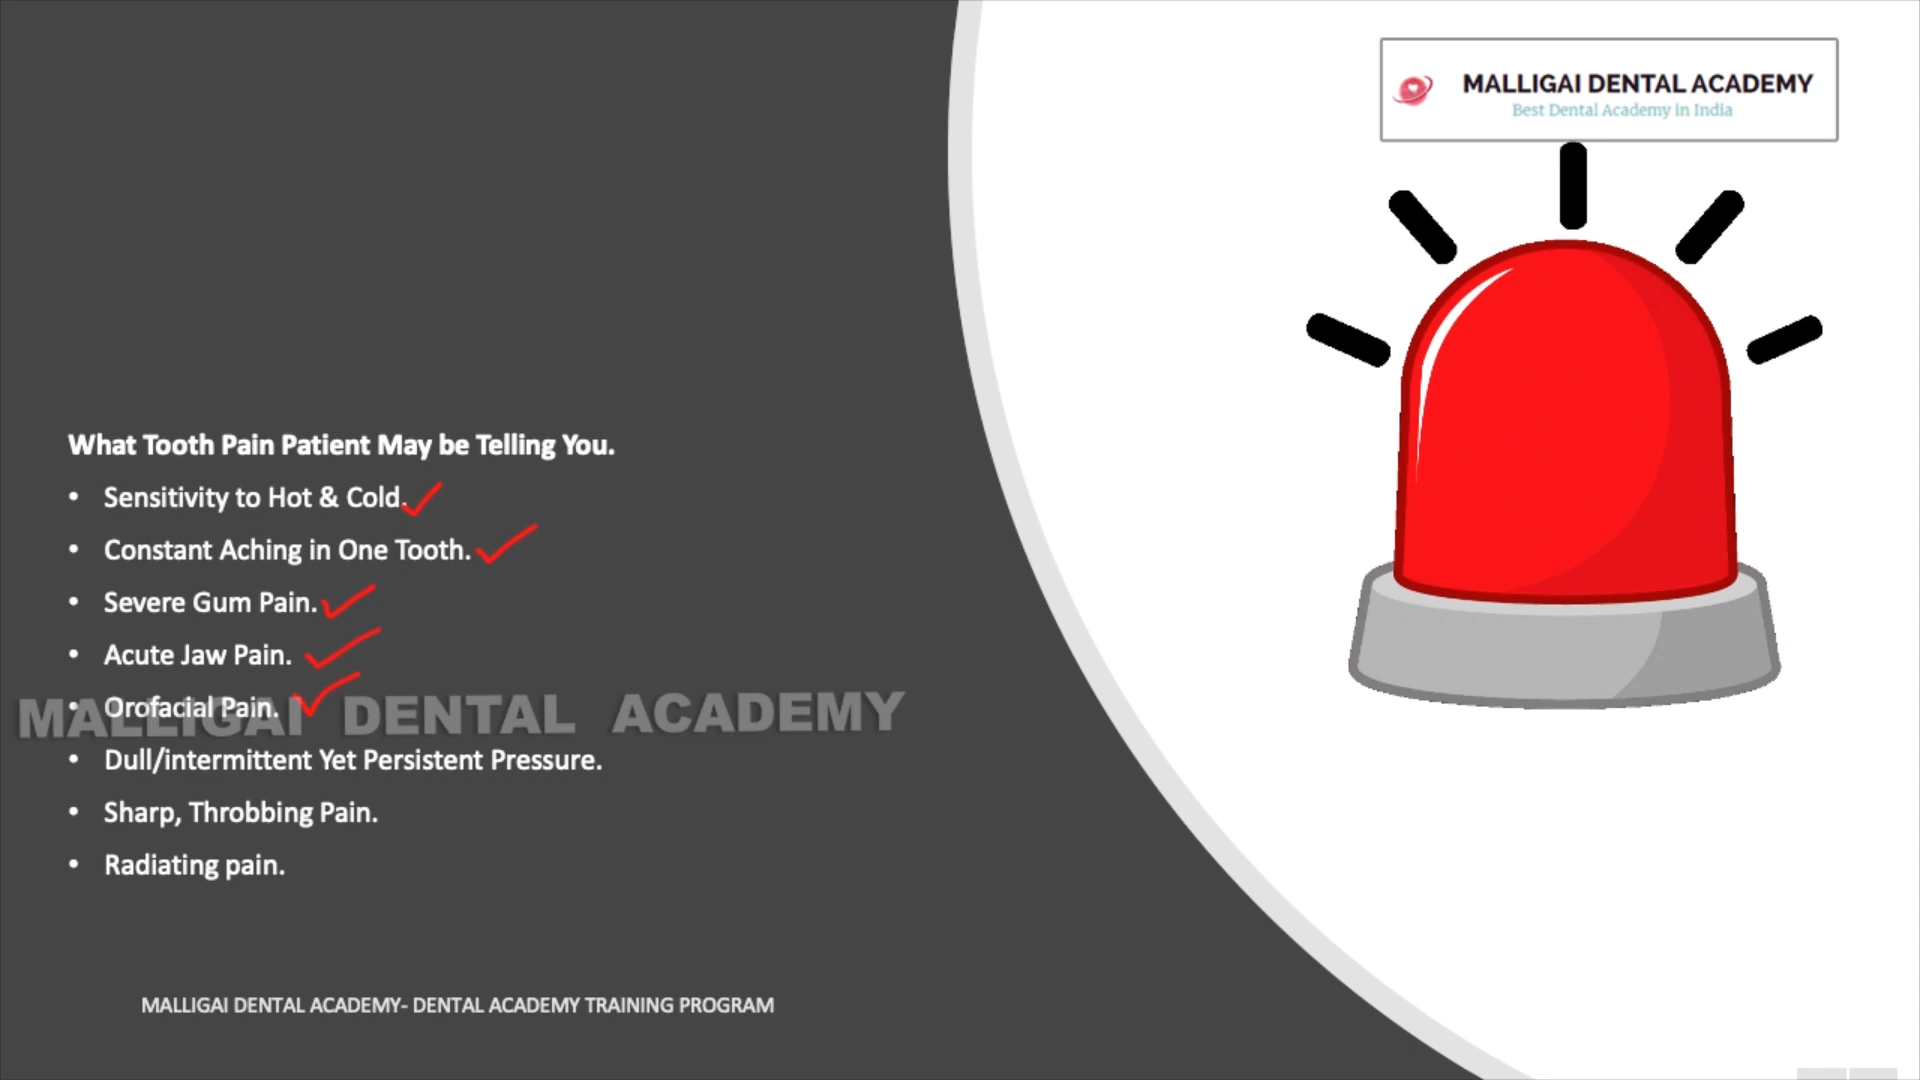 MALLIGAI DENTAL ACADEMY
Best Dental Academy in India
What Tooth Pain Patient May be Telling You.
• Sensitivity to Hot & Cold.
• Constant Aching in One Tooth.
• Severe Gum Pain.
• Acute Jaw Pain.
• Orofacial Pain.
MALLIGAI DENTAL ACADEMY
• Dull/intermittent Yet Persistent Pressure.
• Sharp, Throbbing Pain.
• Radiating pain.
MALLIGAI DENTAL ACADEMY- DENTAL ACADEMY TRAINING PROGRAM